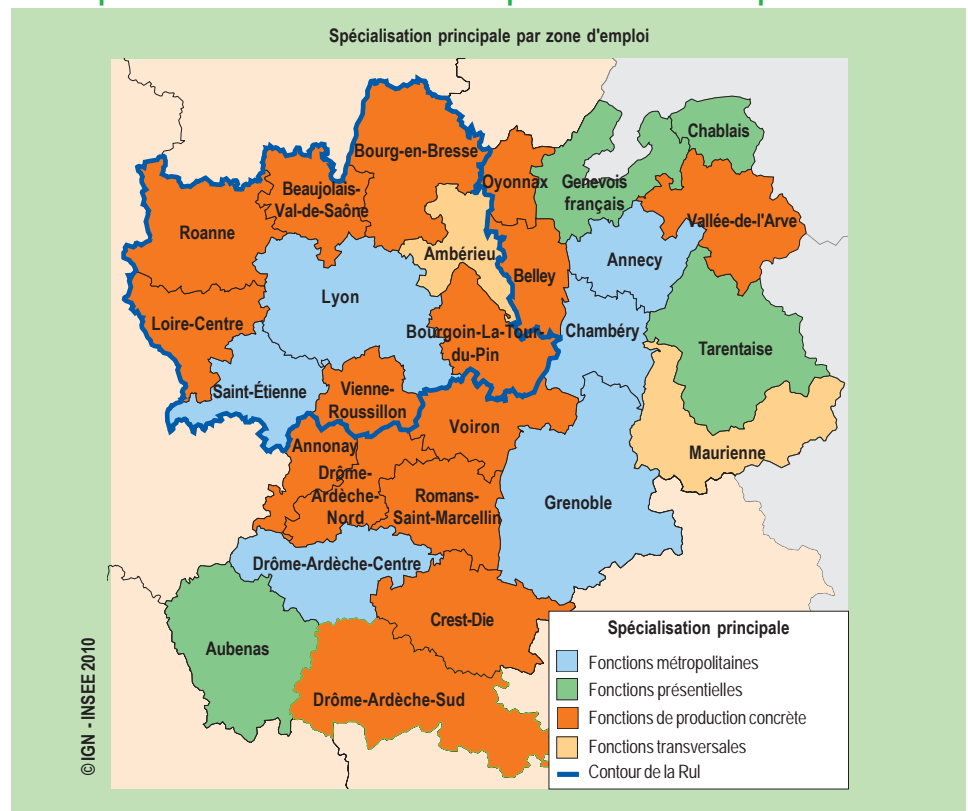 Spécialisation principale par zone d'emploi
Chablais
Bourg-en-Bresse
Oyonnax
Genevois
français
Beaujolais-
Val-de-Saône
Vallée-de-l'Arve
Roanne
Ambérieu
Annecy
Belley
Lyon
Loire-Centre
Bourgoin-La-Tour-
du-Pin
Chambéry
Tarentaise
Saint-Étienne
Vienne-
Roussillon
Voiron
Annonay
Maurienne
Drôme-
Ardèche-
Nord
Romans-
Saint-Marcellin
Grenoble
Drôme-Ardèche-Centre
Crest-Die
Aubenas
Drôme-Ardèche-Sud
Spécialisation principale
Fonctions métropolitaines
Fonctions présentielles
Fonctions de production concrète
Fonctions transversales
Contour de la Rul
© IGN - INSEE 2010